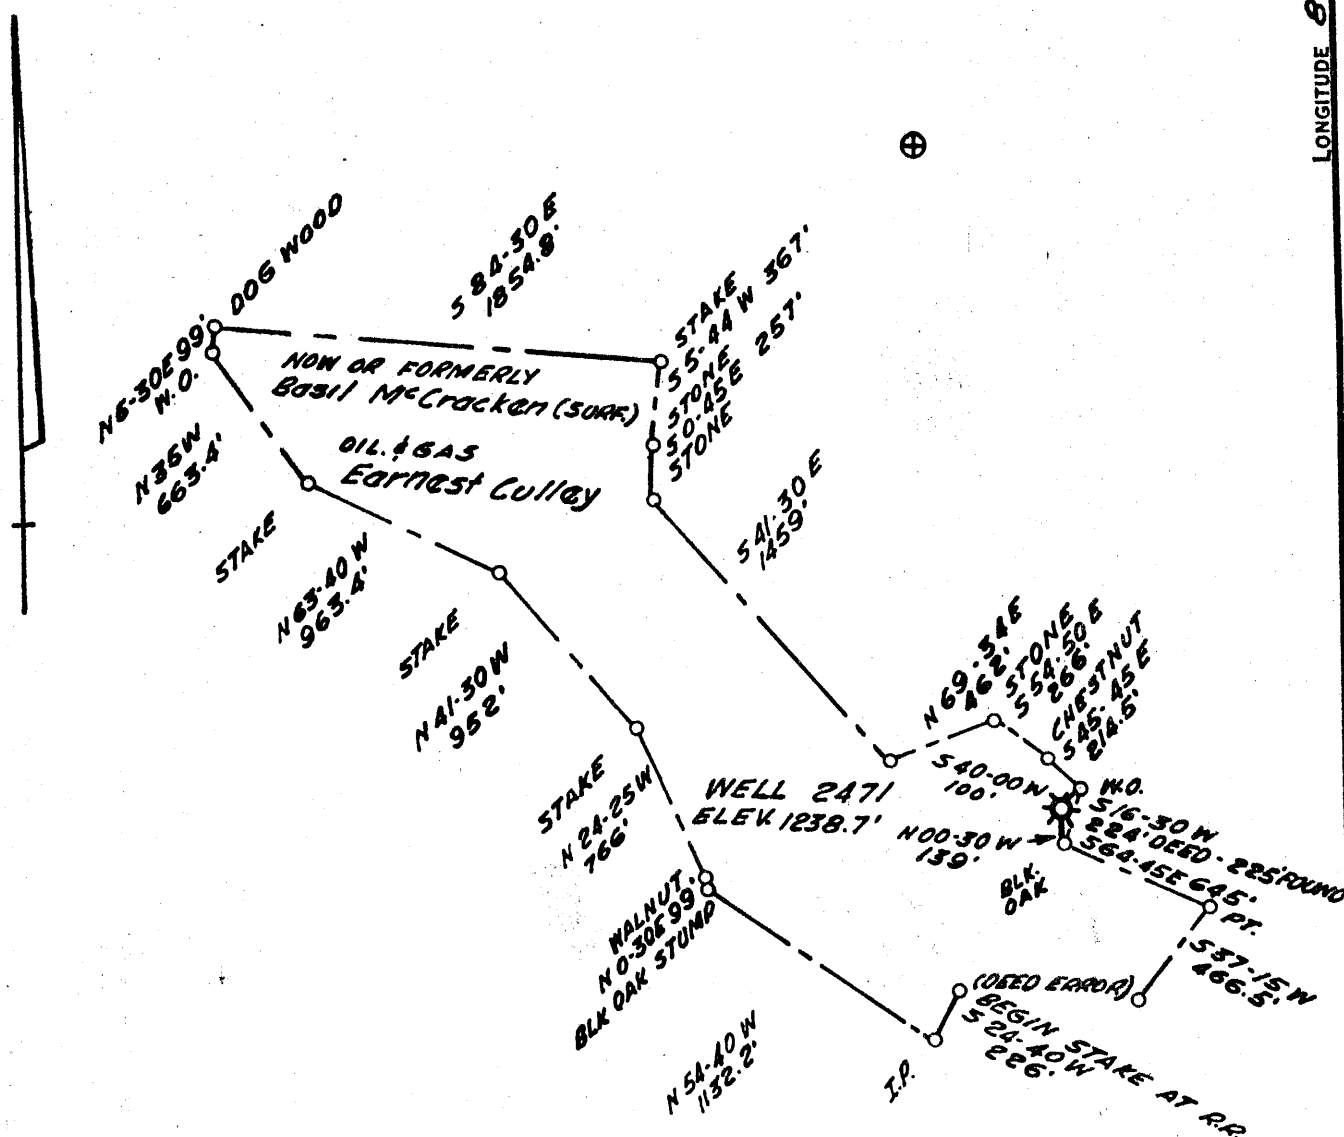 LONGITUDE 8
DOG WOOD
S 84-30 E
1854.8'
N 6-30E 99'
W.O.
NOW OR FORMERLY
Basil McCracken (SURF.)
OIL & GAS
Earnest Culley
STAKE
S 5-44 W 367'
STONE
S 0-45 E 257'
STONE
N 36 W
663.4'
STAKE
N 63-40 W
963.4'
STAKE
N 41-30 W
952'
STAKE
N 24-25 W
766'
S 41-30 E
1459'
N 69-34 E
462'
STONE
S 54-50 E
266'
CHESTNUT
S 45-45 E
214.5'
S 40-00 W
100'
W.O.
S 16-30 W
224' DEED - 225' FOUND
WELL 2471
ELEV. 1238.7'
N 00-30 W
139'
BLK.
OAK
S 64-45 E 645'
PT.
S 37-15 W
466.5'
WALNUT
N 0-30 E 99'
BLK OAK STUMP
(DEED ERROR)
BEGIN STAKE AT R.R.
S 24-40 W
226'
I.P.
N 54-40 W
1132.2'